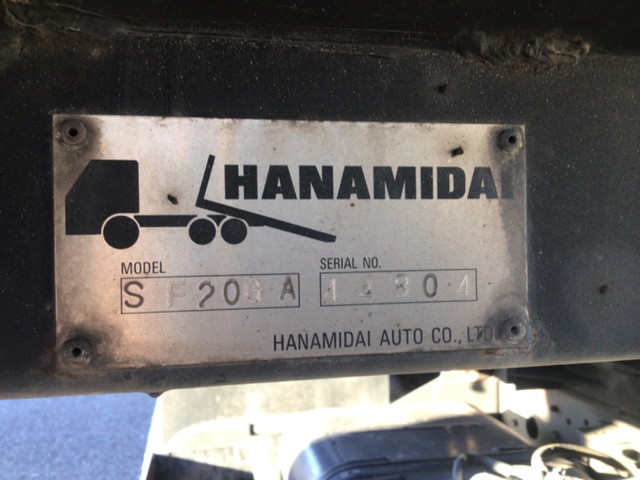 HANAMIDAI
MODEL
SERIAL NO.
HANAMIDAI AUTO CO., LTD